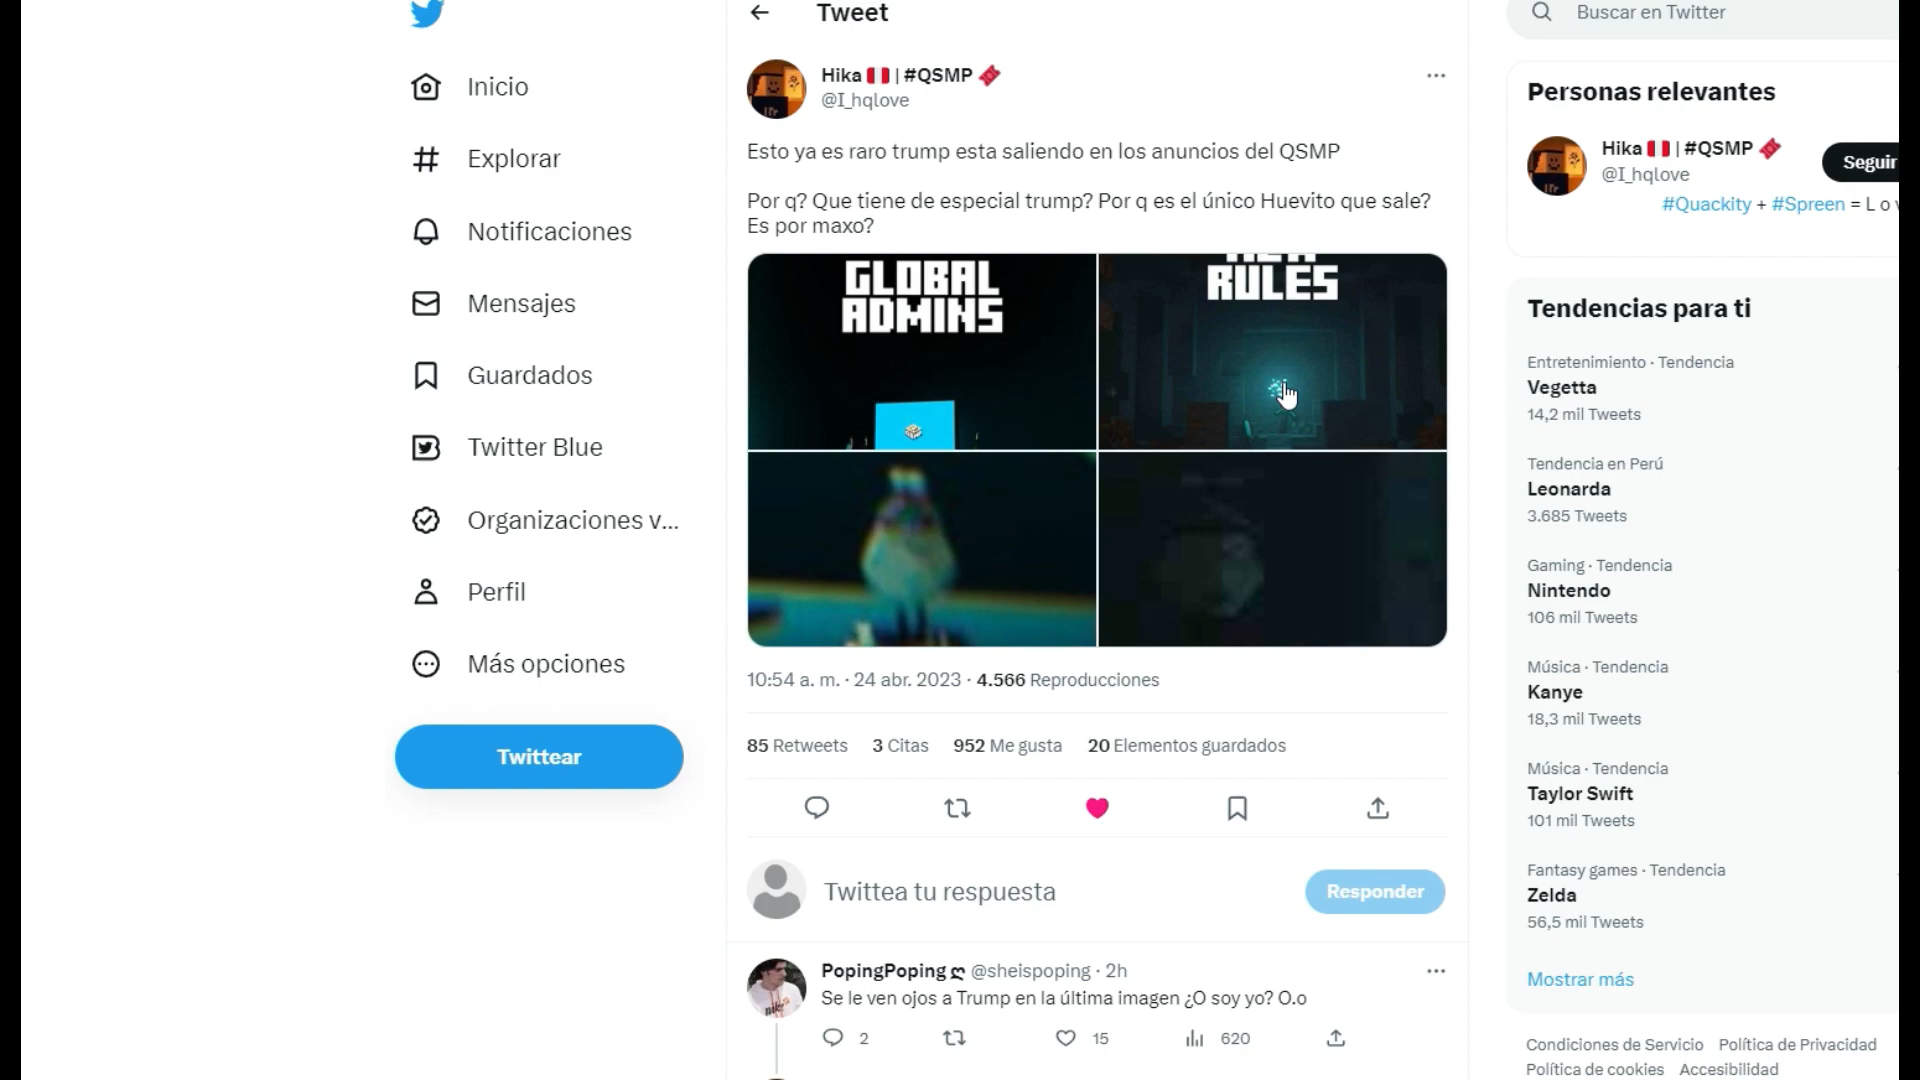 Tweet
Inicio
Explorar
Notificaciones
Mensajes
Guardados
Twitter Blue
Organizaciones v...
Perfil
Más opciones
Twittear
Hika | #QSMP
@I_hqlove
Esto ya es raro trump esta saliendo en los anuncios del QSMP
Por q? Que tiene de especial trump? Por q es el único Huevito que sale?
Es por maxo?
GLOBAL
ADMINS
RULES
10:54 a. m. · 24 abr. 2023 · 4.566 Reproducciones
85 Retweets 3 Citas 952 Me gusta 20 Elementos guardados
Twittea tu respuesta
Responder
PopingPoping ლ @sheispoping · 2h
Se le ven ojos a Trump en la última imagen ¿O soy yo? O.o
2 15 620
Buscar en Twitter
Personas relevantes
Hika | #QSMP
@I_hqlove
Seguir
#Quackity + #Spreen = L o v
Tendencias para ti
Entretenimiento · Tendencia
Vegetta
14,2 mil Tweets
Tendencia en Perú
Leonarda
3.685 Tweets
Gaming · Tendencia
Nintendo
106 mil Tweets
Música · Tendencia
Kanye
18,3 mil Tweets
Música · Tendencia
Taylor Swift
101 mil Tweets
Fantasy games · Tendencia
Zelda
56,5 mil Tweets
Mostrar más
Condiciones de Servicio Política de Privacidad
Política de cookies Accesibilidad